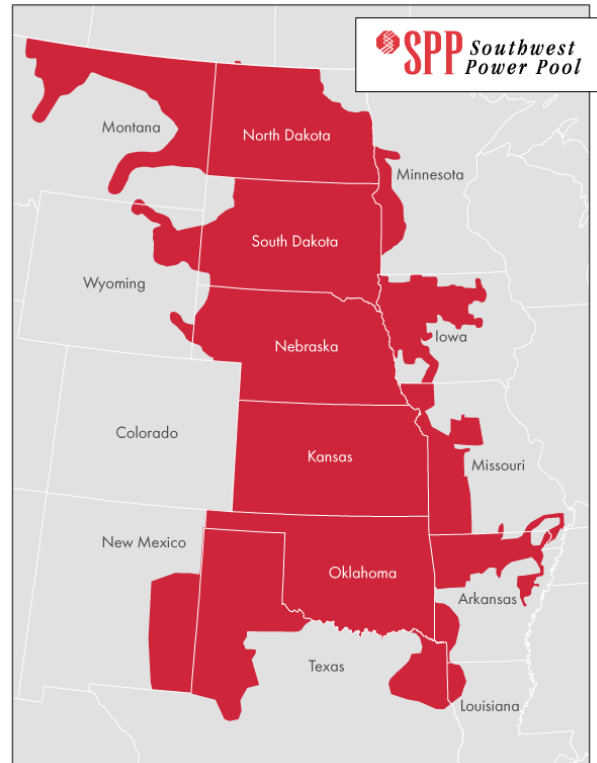 SPP Southwest
Power Pool
Montana
North Dakota
Minnesota
South Dakota
Wyoming
Iowa
Nebraska
Colorado
Kansas
Missouri
New Mexico
Oklahoma
Arkansas
Texas
Louisiana